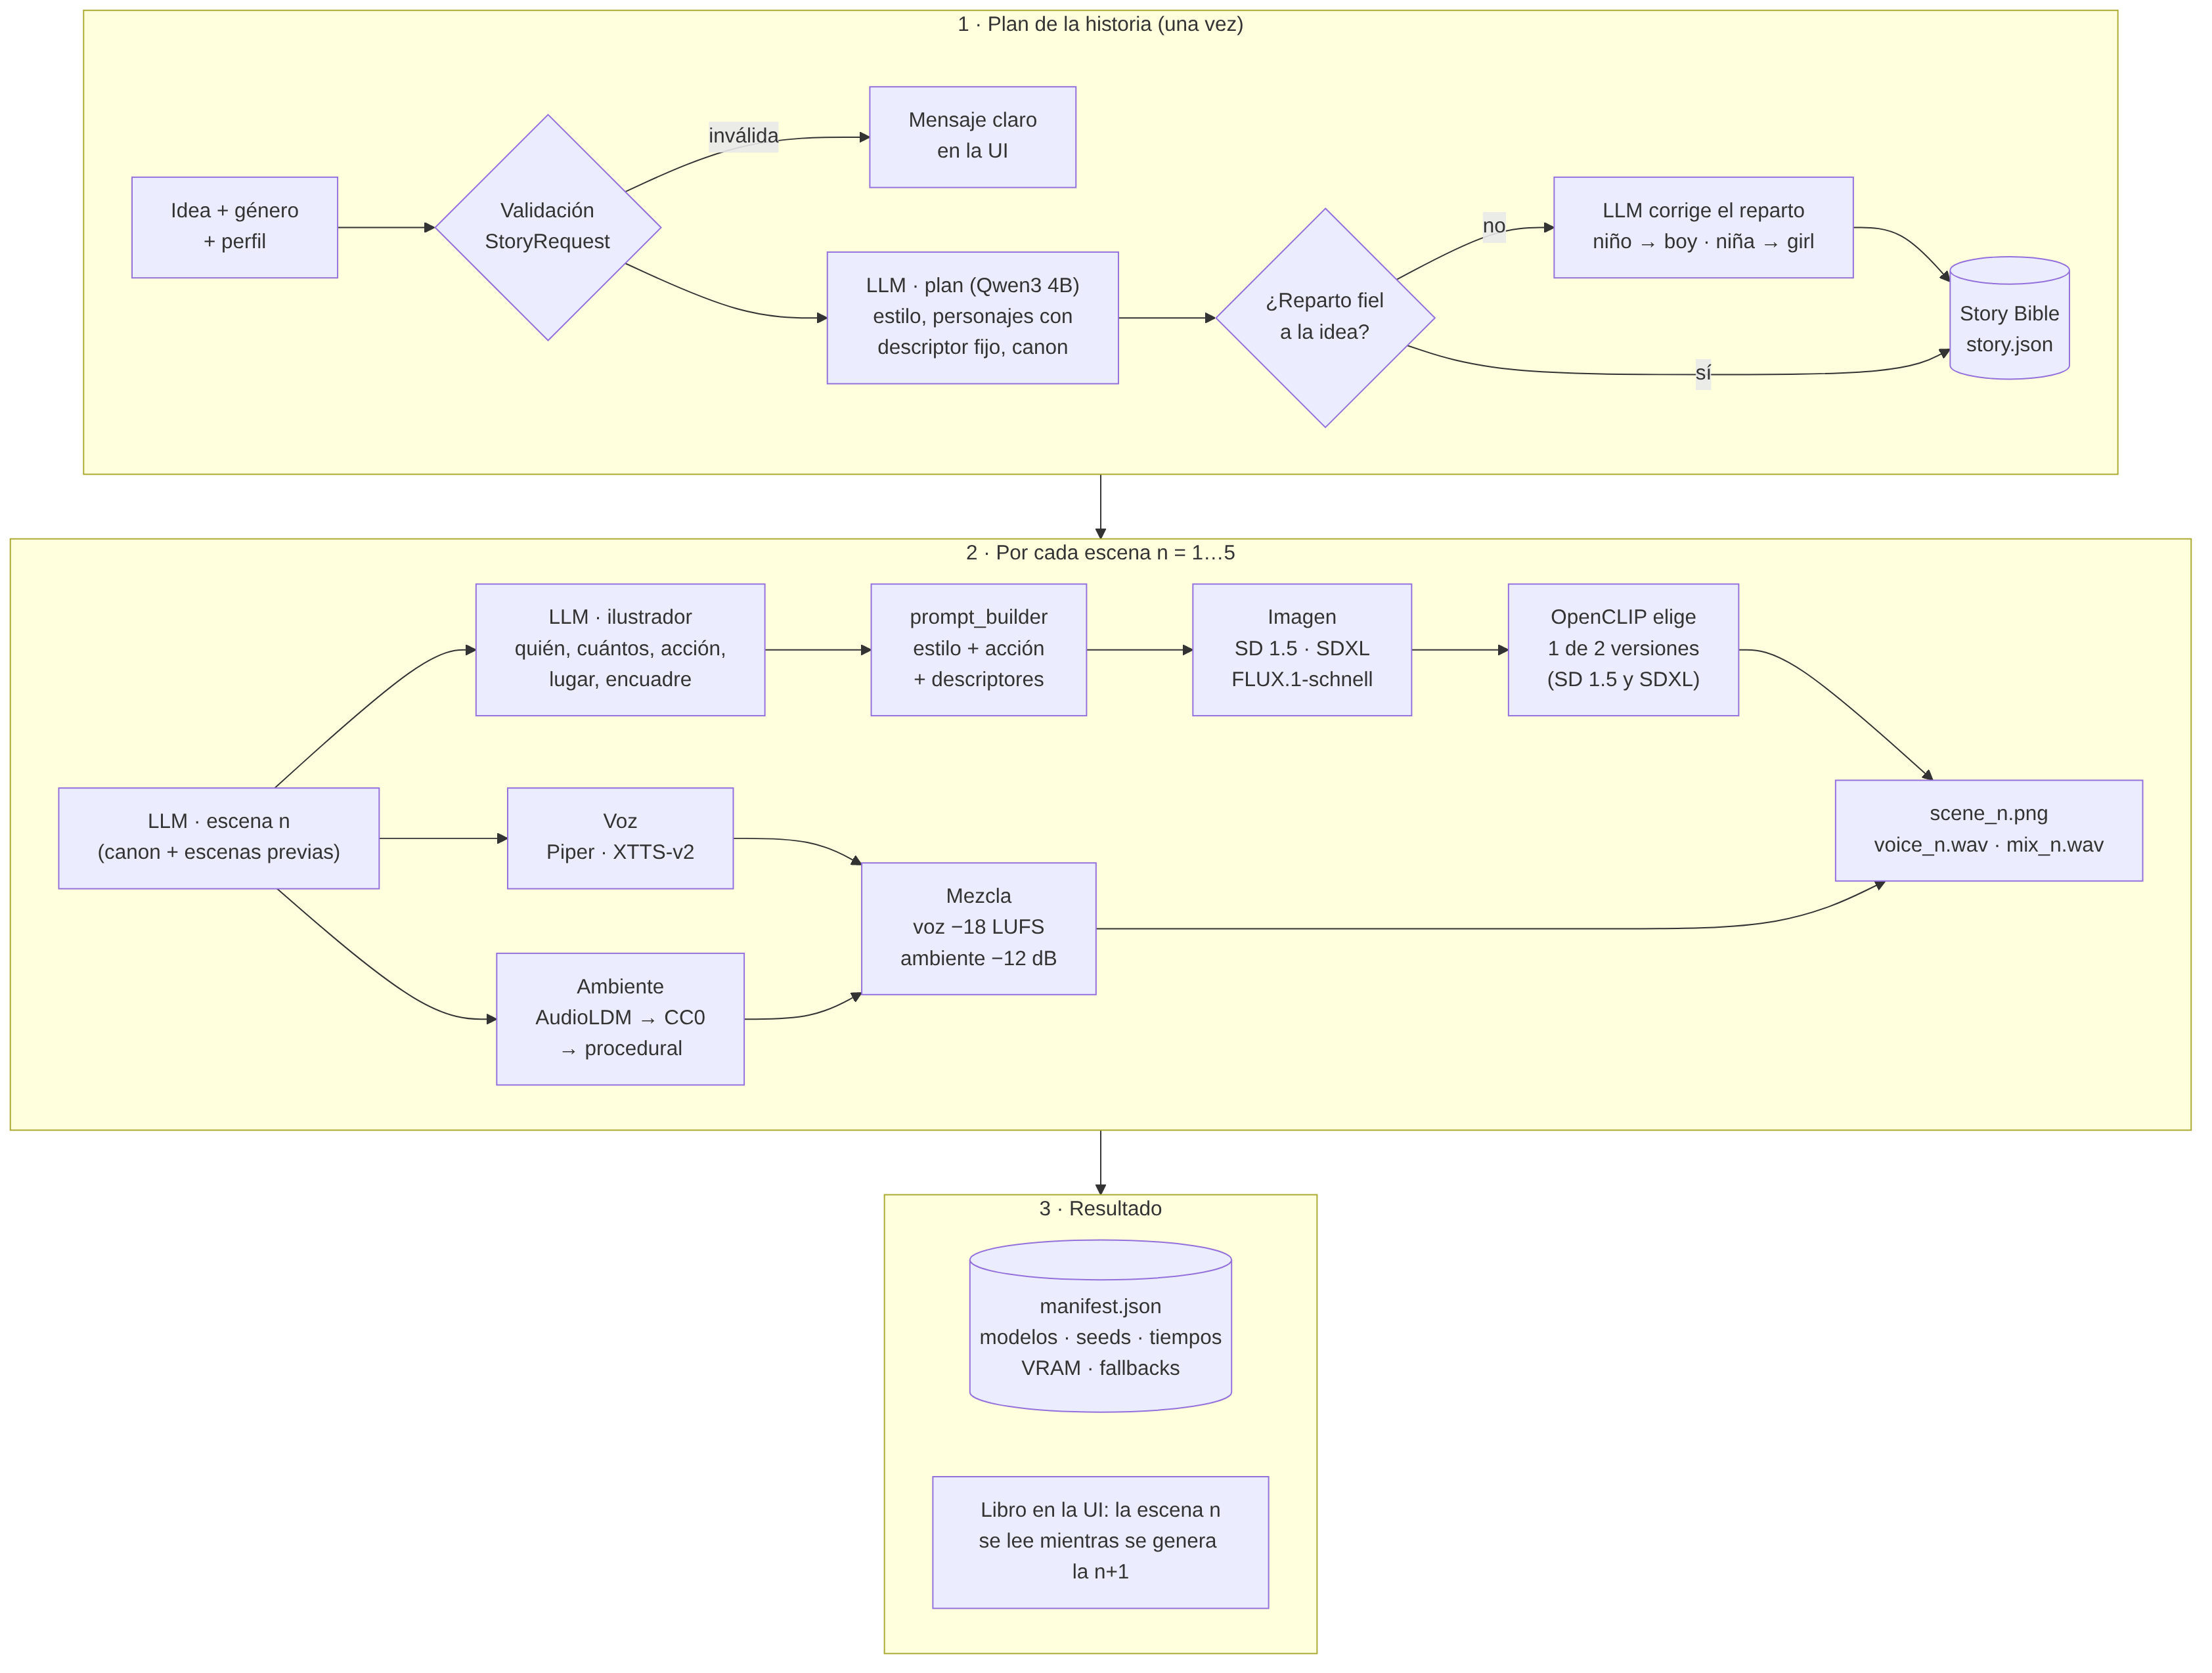 1 · Plan de la historia (una vez)
Idea + género
+ perfil
Validación
StoryRequest
inválida
Mensaje claro
en la UI
LLM · plan (Qwen3 4B)
estilo, personajes con
descriptor fijo, canon
¿Reparto fiel
a la idea?
no
LLM corrige el reparto
niño → boy · niña → girl
sí
Story Bible
story.json
2 · Por cada escena n = 1…5
LLM · escena n
(canon + escenas previas)
LLM · ilustrador
quién, cuántos, acción,
lugar, encuadre
prompt_builder
estilo + acción
+ descriptores
Imagen
SD 1.5 · SDXL
FLUX.1-schnell
OpenCLIP elige
1 de 2 versiones
(SD 1.5 y SDXL)
Voz
Piper · XTTS-v2
Ambiente
AudioLDM → CC0
→ procedural
Mezcla
voz −18 LUFS
ambiente −12 dB
scene_n.png
voice_n.wav · mix_n.wav
3 · Resultado
manifest.json
modelos · seeds · tiempos
VRAM · fallbacks
Libro en la UI: la escena n
se lee mientras se genera
la n+1